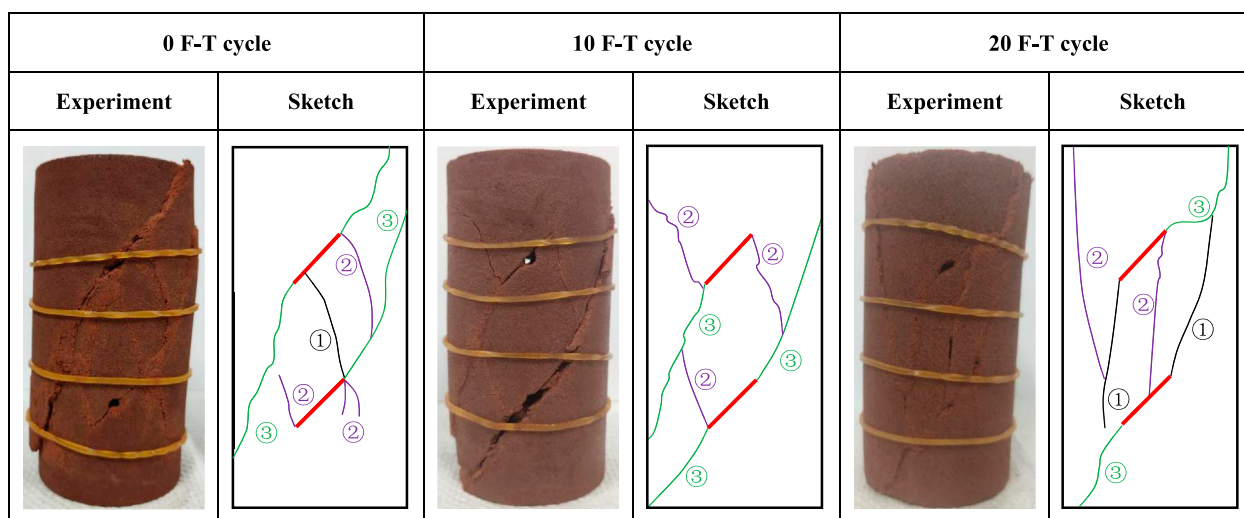 0 F-T cycle 10 F-T cycle 20 F-T cycle
Experiment Sketch Experiment Sketch Experiment Sketch
② ③
③ ② ②
② ②
① ③ ③
② ①
③ ② ② ① ③
③ ③